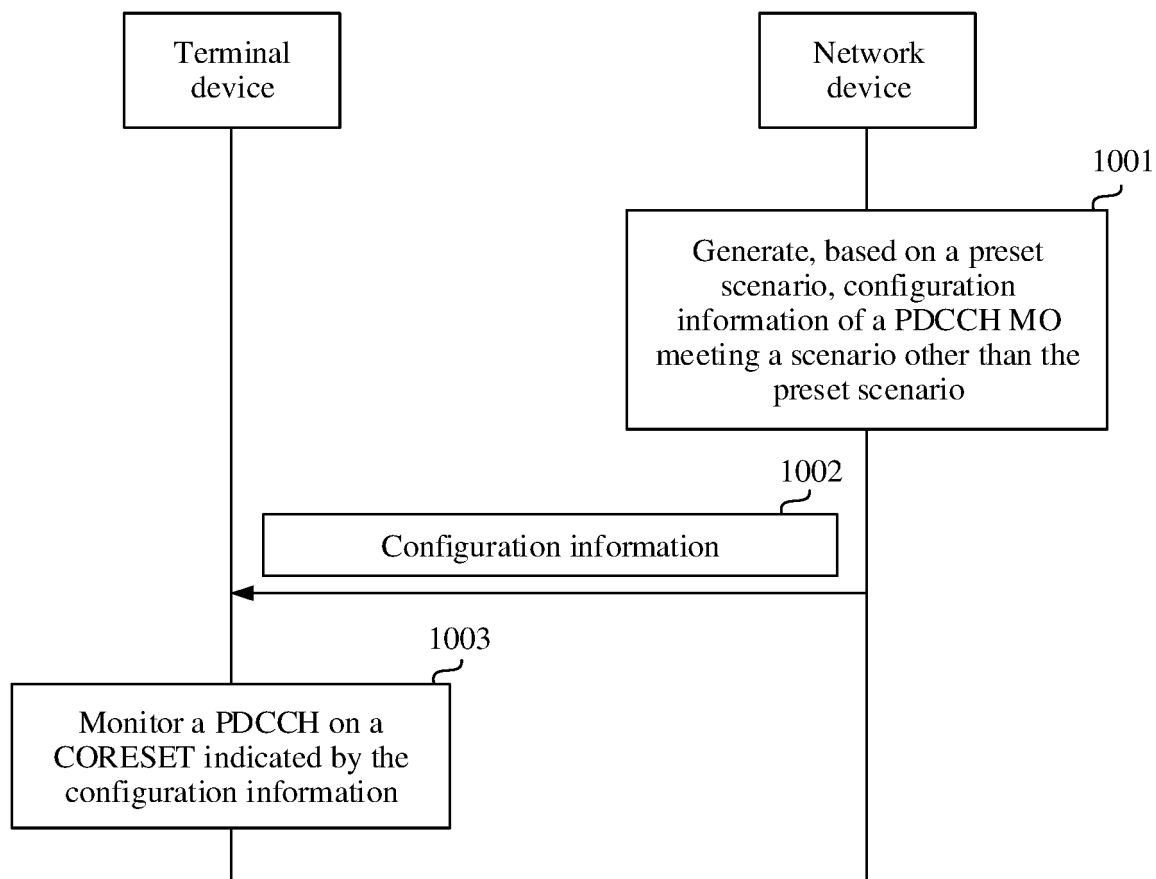 Terminal
device
Network
device
1001
Generate, based on a preset
scenario, configuration
information of a PDCCH MO
meeting a scenario other than the
preset scenario
1002
Configuration information
1003
Monitor a PDCCH on a
CORESET indicated by the
configuration information